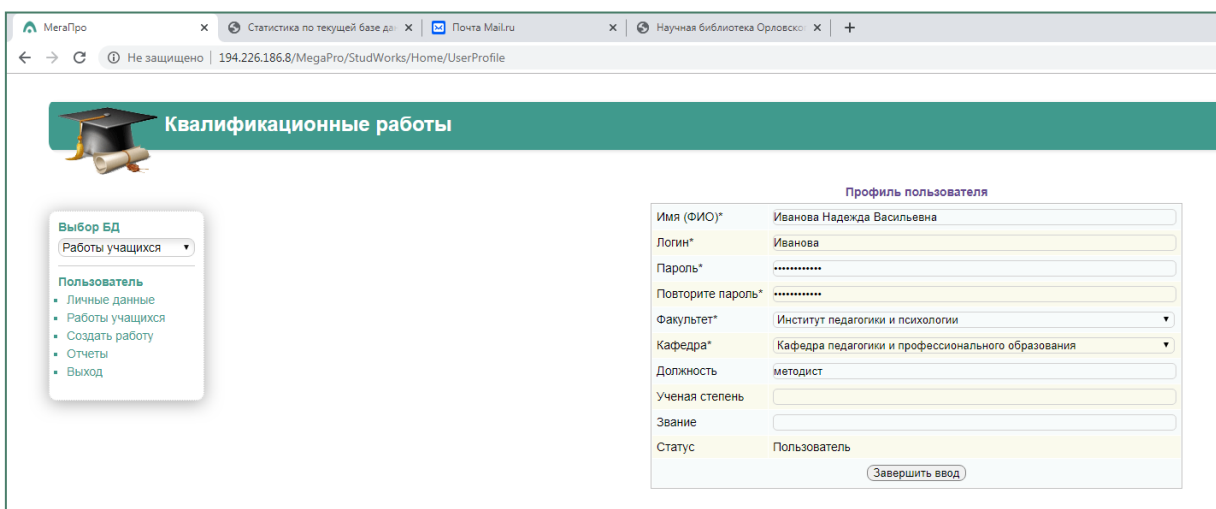 МегаПро
Статистика по текущей базе да
Почта Mail.ru
Научная библиотека Орловско
Не защищено | 194.226.186.8/MegaPro/StudWorks/Home/UserProfile
Квалификационные работы
Выбор БД
Работы учащихся
Пользователь
Личные данные
Работы учащихся
Создать работу
Отчеты
Выход
Профиль пользователя
Имя (ФИО)* Иванова Надежда Васильевна
Логин* Иванова
Пароль* ••••••••••••
Повторите пароль* ••••••••••••
Факультет* Институт педагогики и психологии
Кафедра* Кафедра педагогики и профессионального образования
Должность методист
Ученая степень
Звание
Статус Пользователь
Завершить ввод